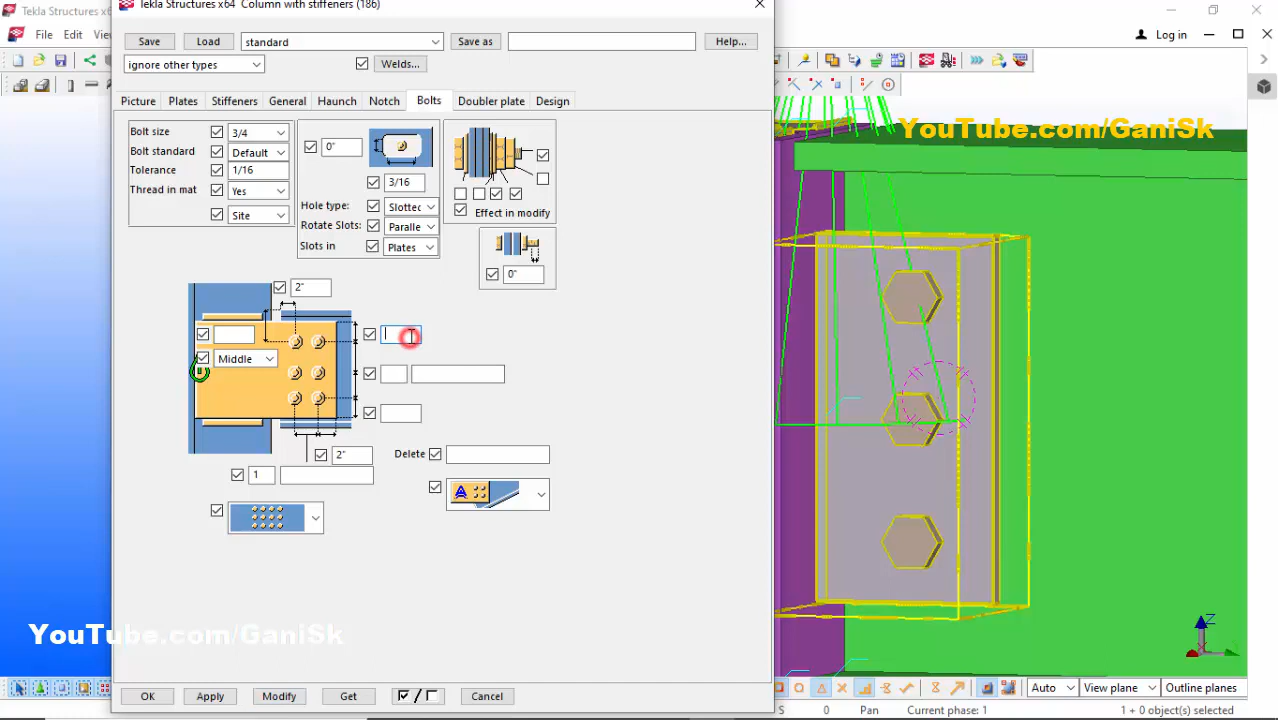 Tekla Structures x64  Column with stiffeners (186)
Tekla Structures
Save
Load
standard
Save as
Help...
File
Edit
ignore other types
Welds...
Log in
Picture
Plates
Stiffeners
General
Haunch
Notch
Bolts
Doubler plate
Design
YouTube.com/GaniSk
Bolt size
3/4
Bolt standard
Default
Tolerance
1/16
Thread in mat
Yes
Site
0"
3/16
Hole type:
Slotted
Rotate Slots:
Paralle
Slots in
Plates
Effect in modify
0"
2"
Middle
2"
1
Delete
YouTube.com/GaniSk
OK
Apply
Modify
Get
/
Cancel
Z
Auto
View plane
Outline planes
S
0
Pan
Current phase: 1
1 + 0 object(s) selected